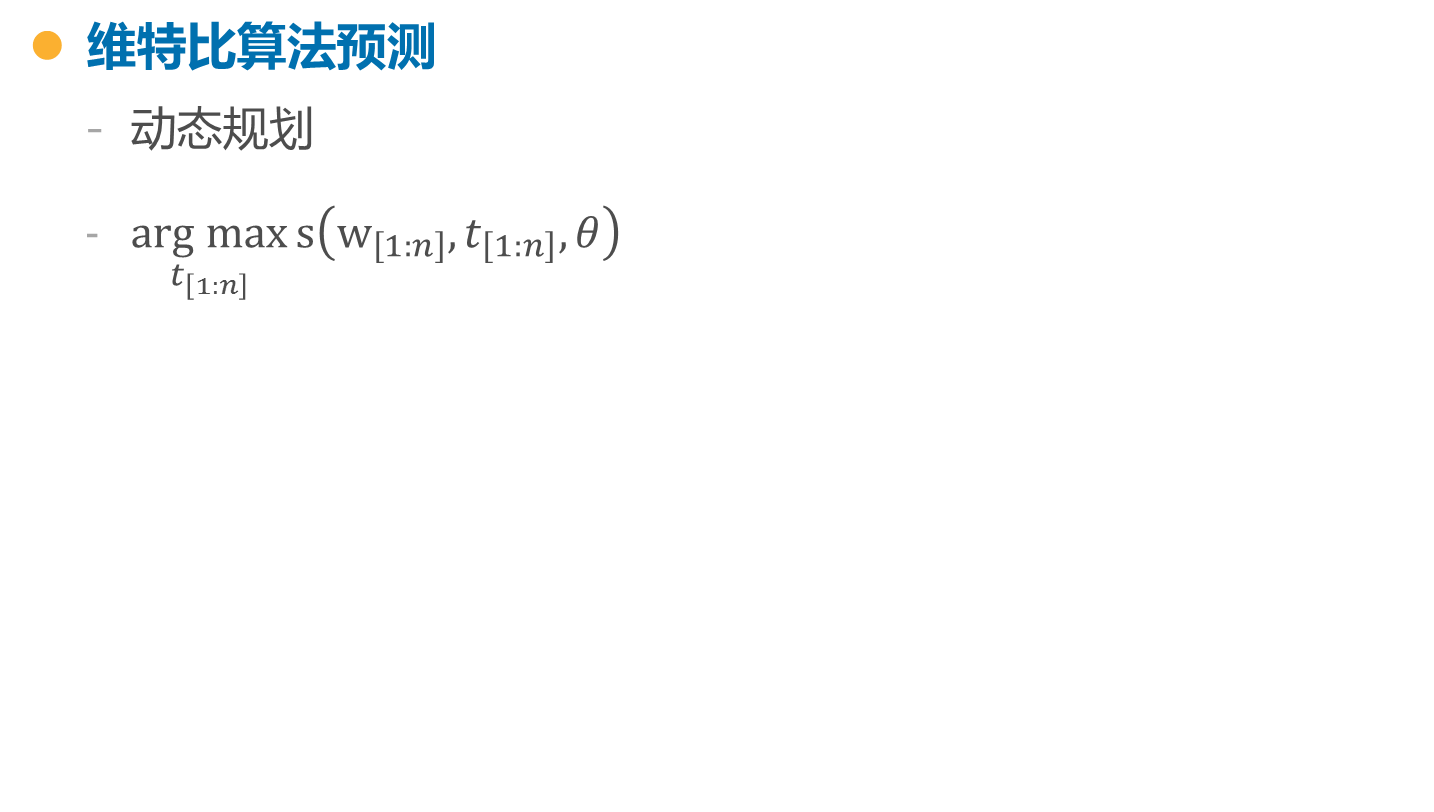 维特比算法预测
- 动态规划
- arg max s(w[1:n], t[1:n], θ)
t[1:n]